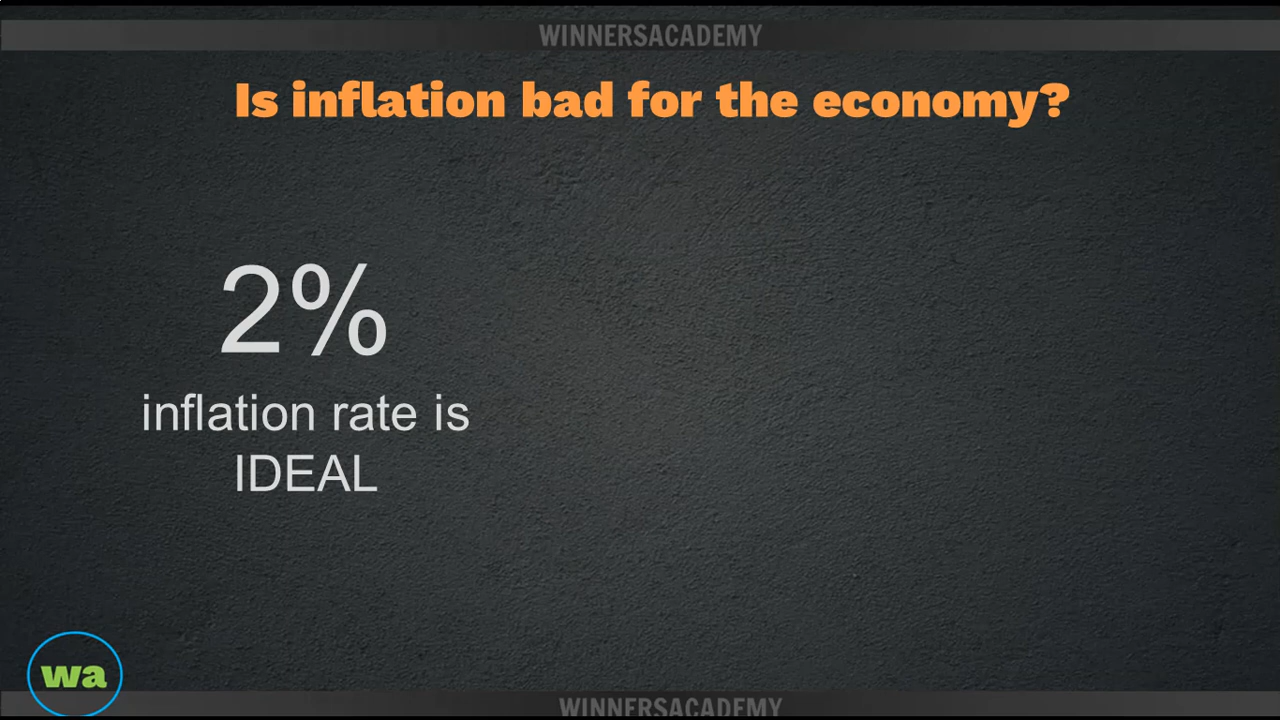 WINNERSACADEMY
Is inflation bad for the economy?
2%
inflation rate is
IDEAL
wa
WINNERSACADEMY